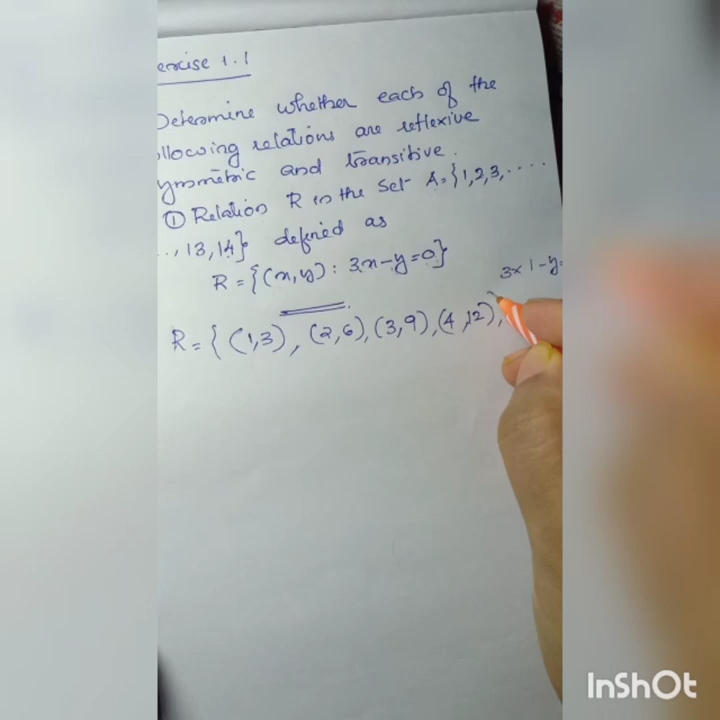 ercise 1.1
Determine whether each of the
ollowing relations are reflexive
ymmetric and transitive.
① Relation R in the set A={1,2,3,....
..,13,14} defined as
R={(x,y): 3x-y=0}
3×1-y=
R={(1,3), (2,6),(3,9),(4,12),
InShOt